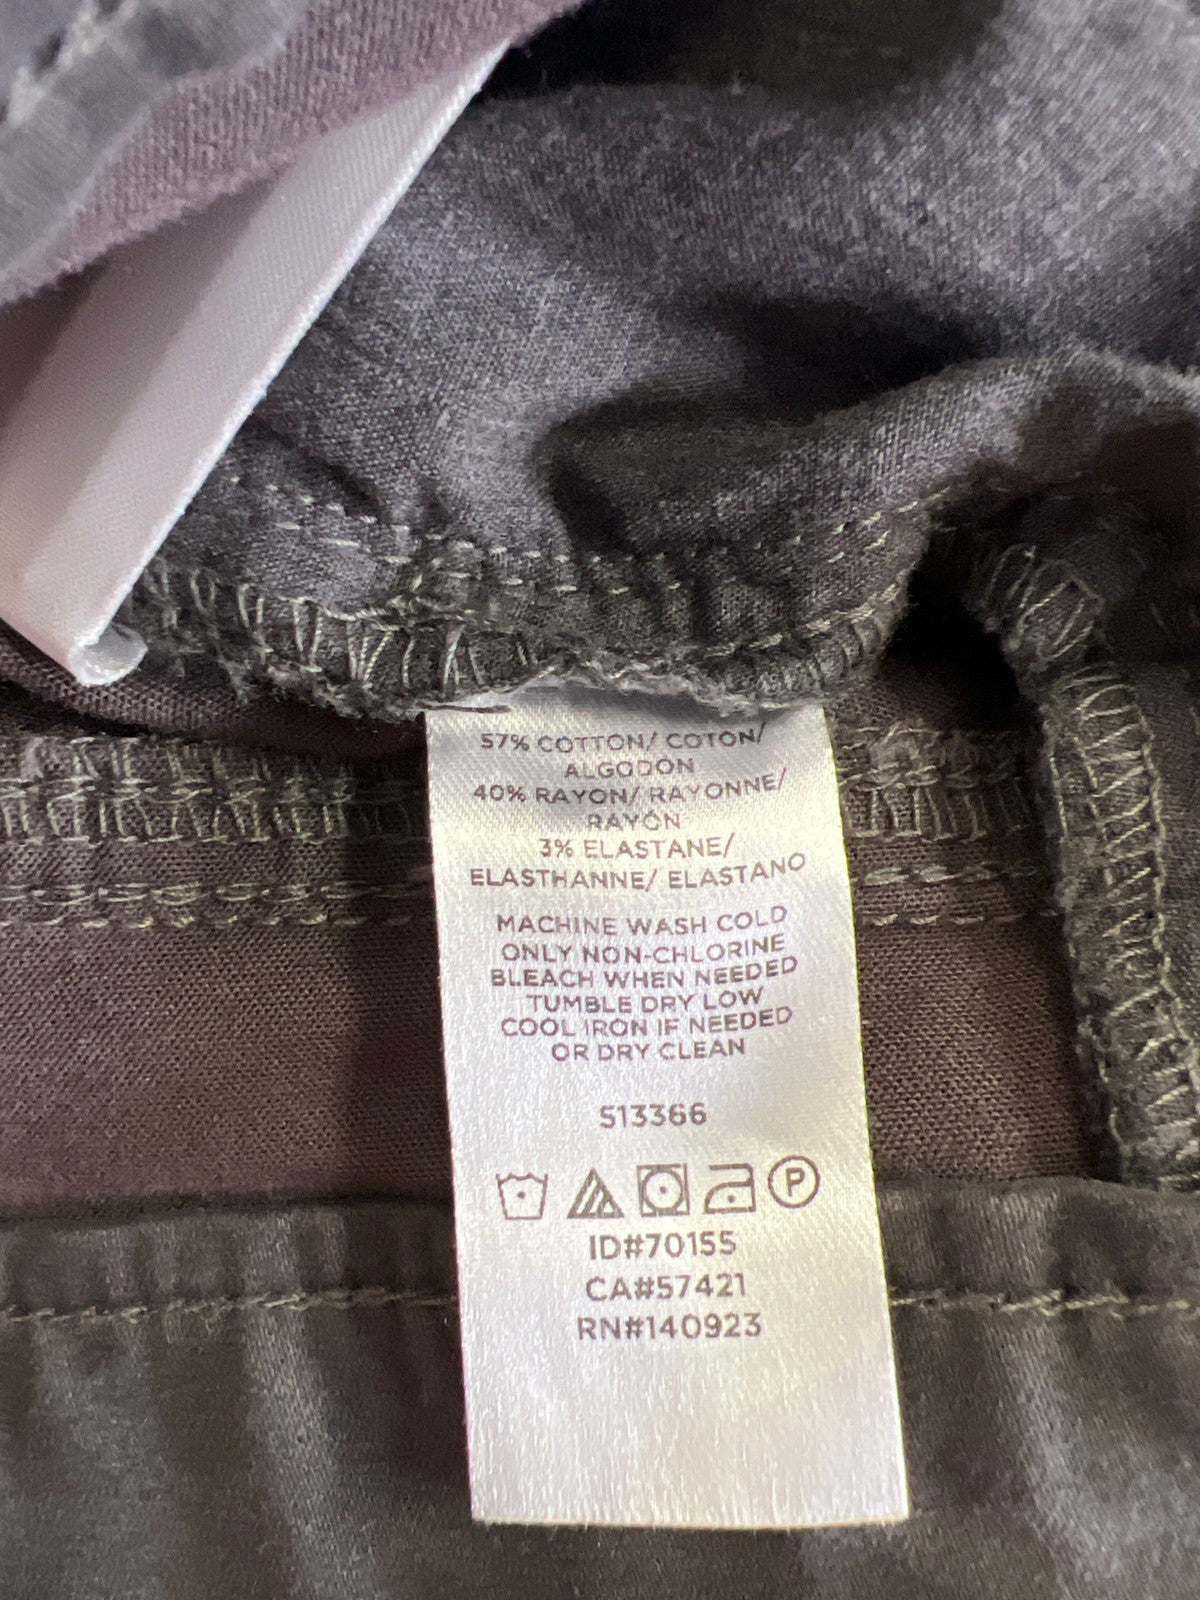 57% COTTON/ COTON/
ALGODON
40% RAYON/ RAYONNE/
RAYÓN
3% ELASTANE/
ELASTHANNE/ ELASTANO
MACHINE WASH COLD
ONLY NON-CHLORINE
BLEACH WHEN NEEDED
TUMBLE DRY LOW
COOL IRON IF NEEDED
OR DRY CLEAN
513366
P
ID#70155
CA#57421
RN#140923